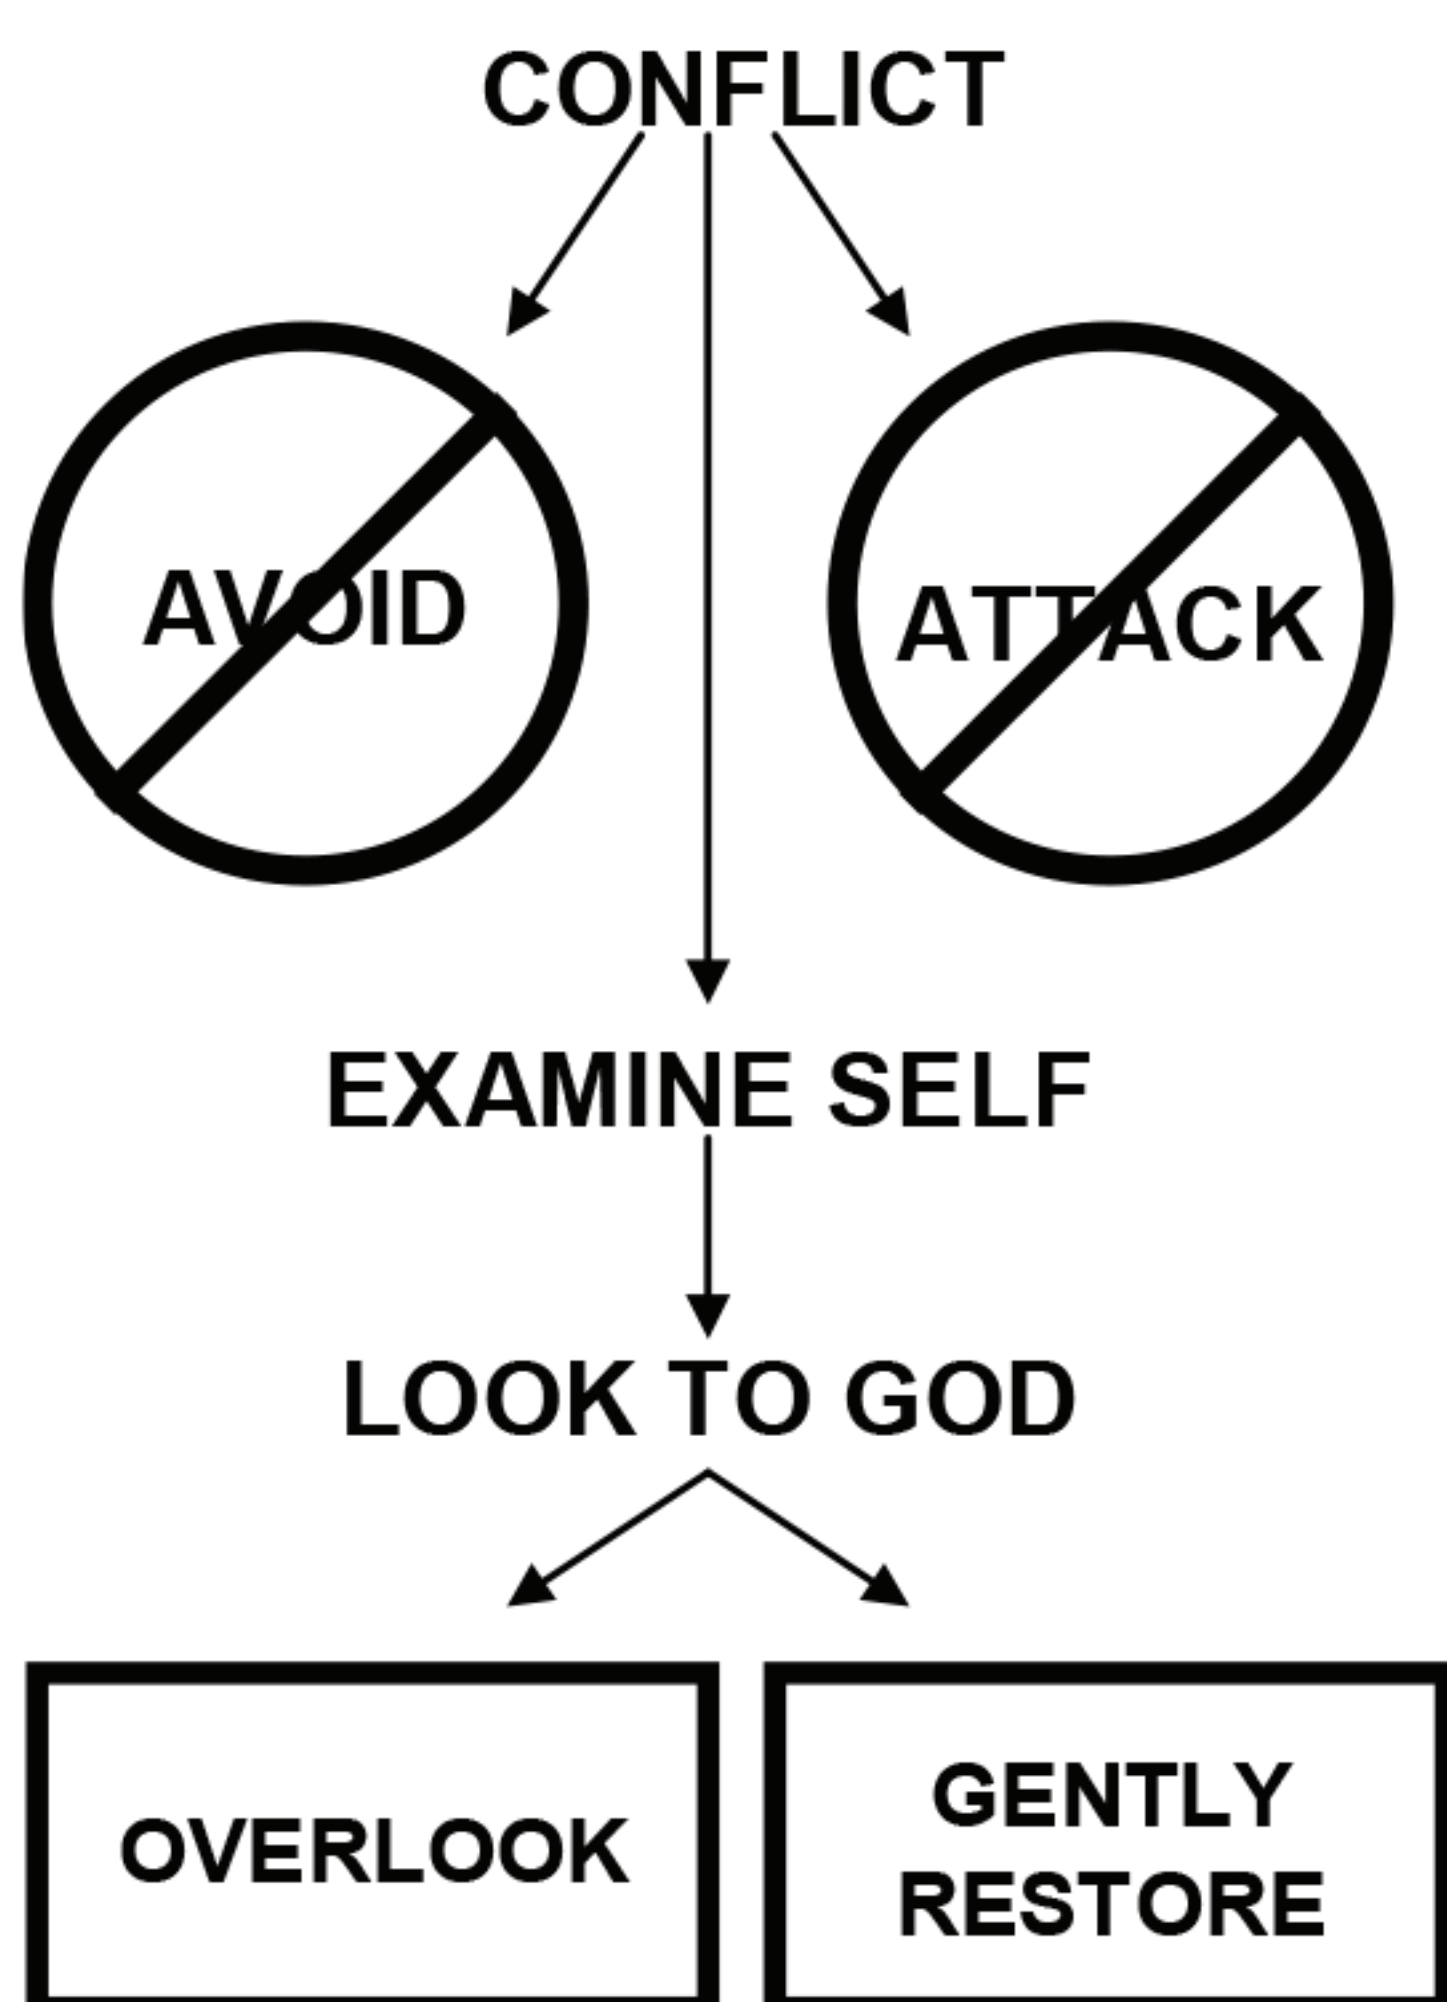 CONFLICT
AVOID
ATTACK
EXAMINE SELF
LOOK TO GOD
OVERLOOK
GENTLY
RESTORE